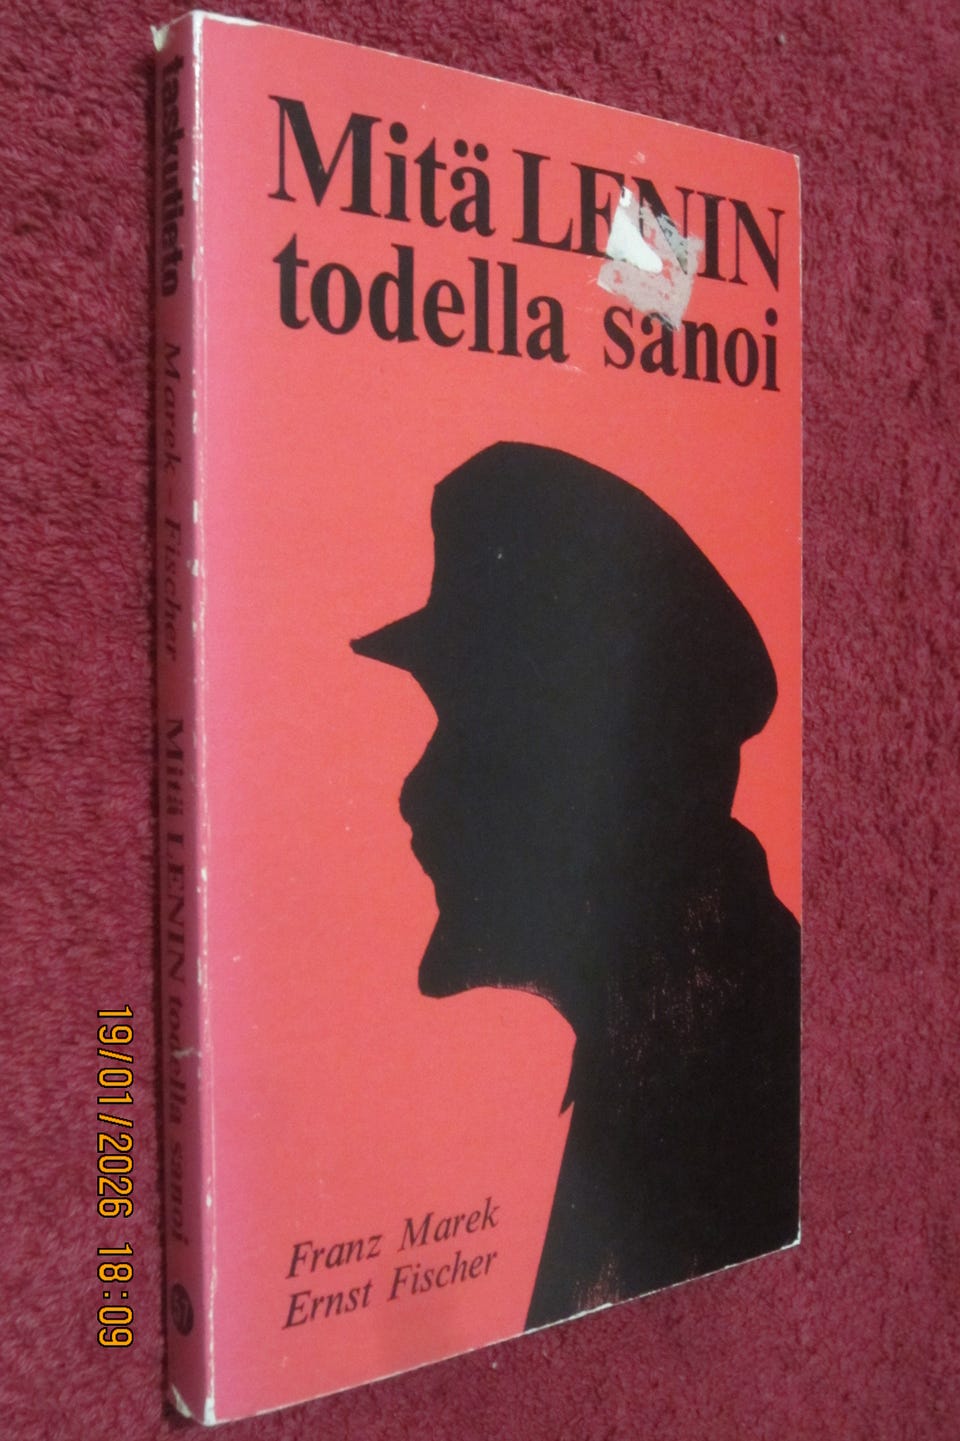 Mitä LENIN
todella sanoi
Franz Marek
Ernst Fischer
taskutieto Marek - Fischer Mitä LENIN todella sanoi 57
19/01/2026 18:09